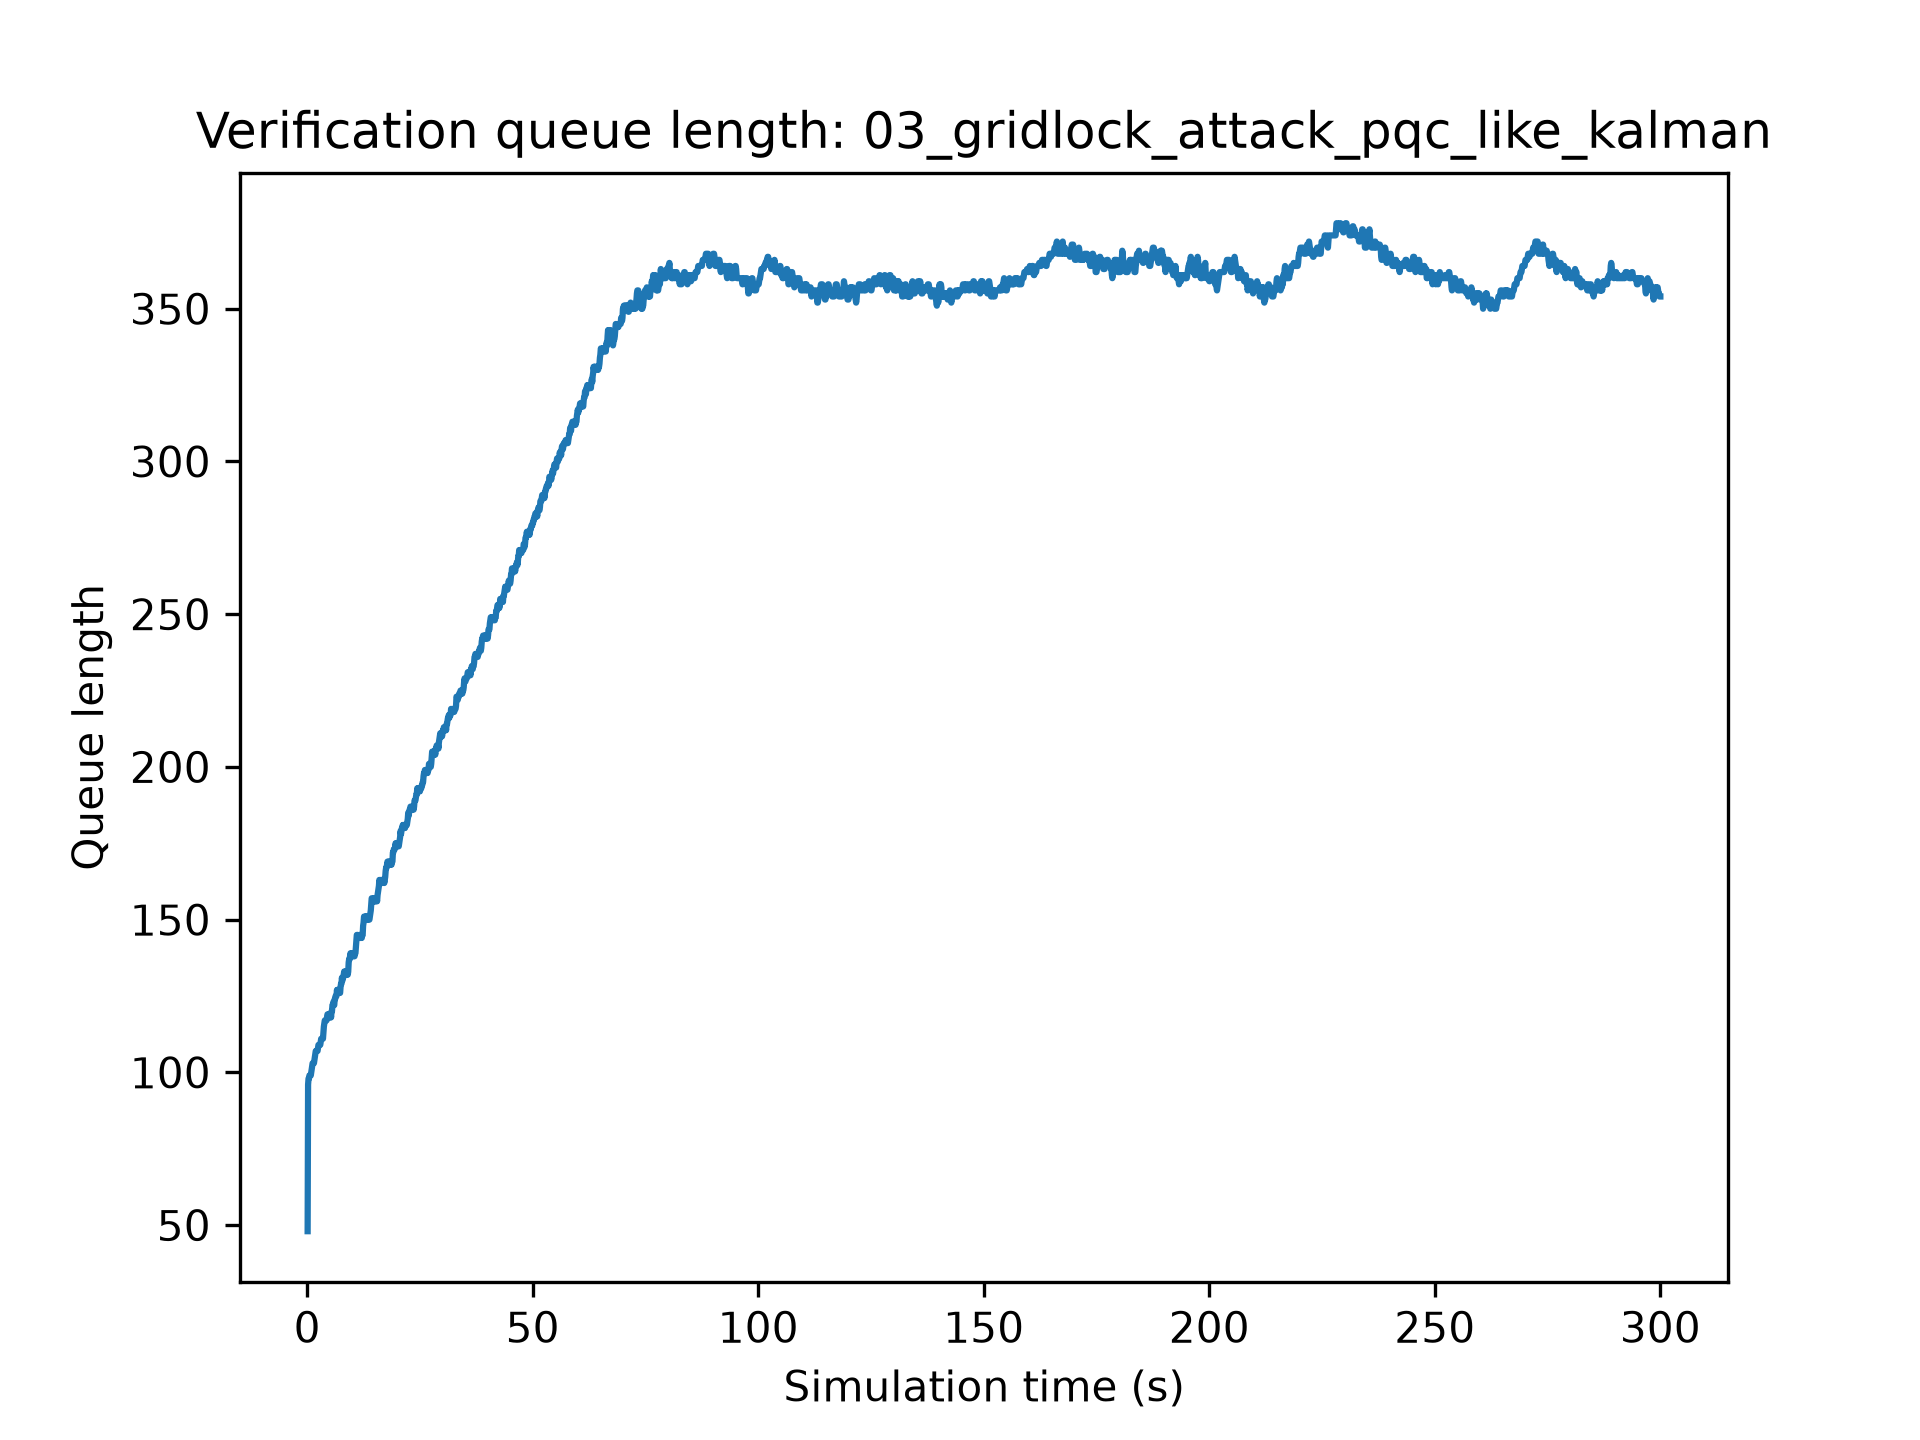 Verification queue length: 03_gridlock_attack_pqc_like_kalman
Queue length
350
300
250
200
150
100
50
0 50 100 150 200 250 300
Simulation time (s)